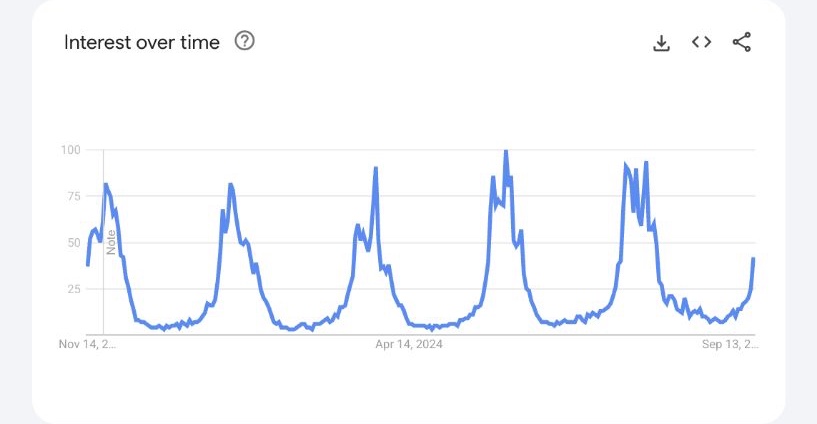 Interest over time
100
75
50
25
Note
Nov 14, 2...
Apr 14, 2024
Sep 13, 2...